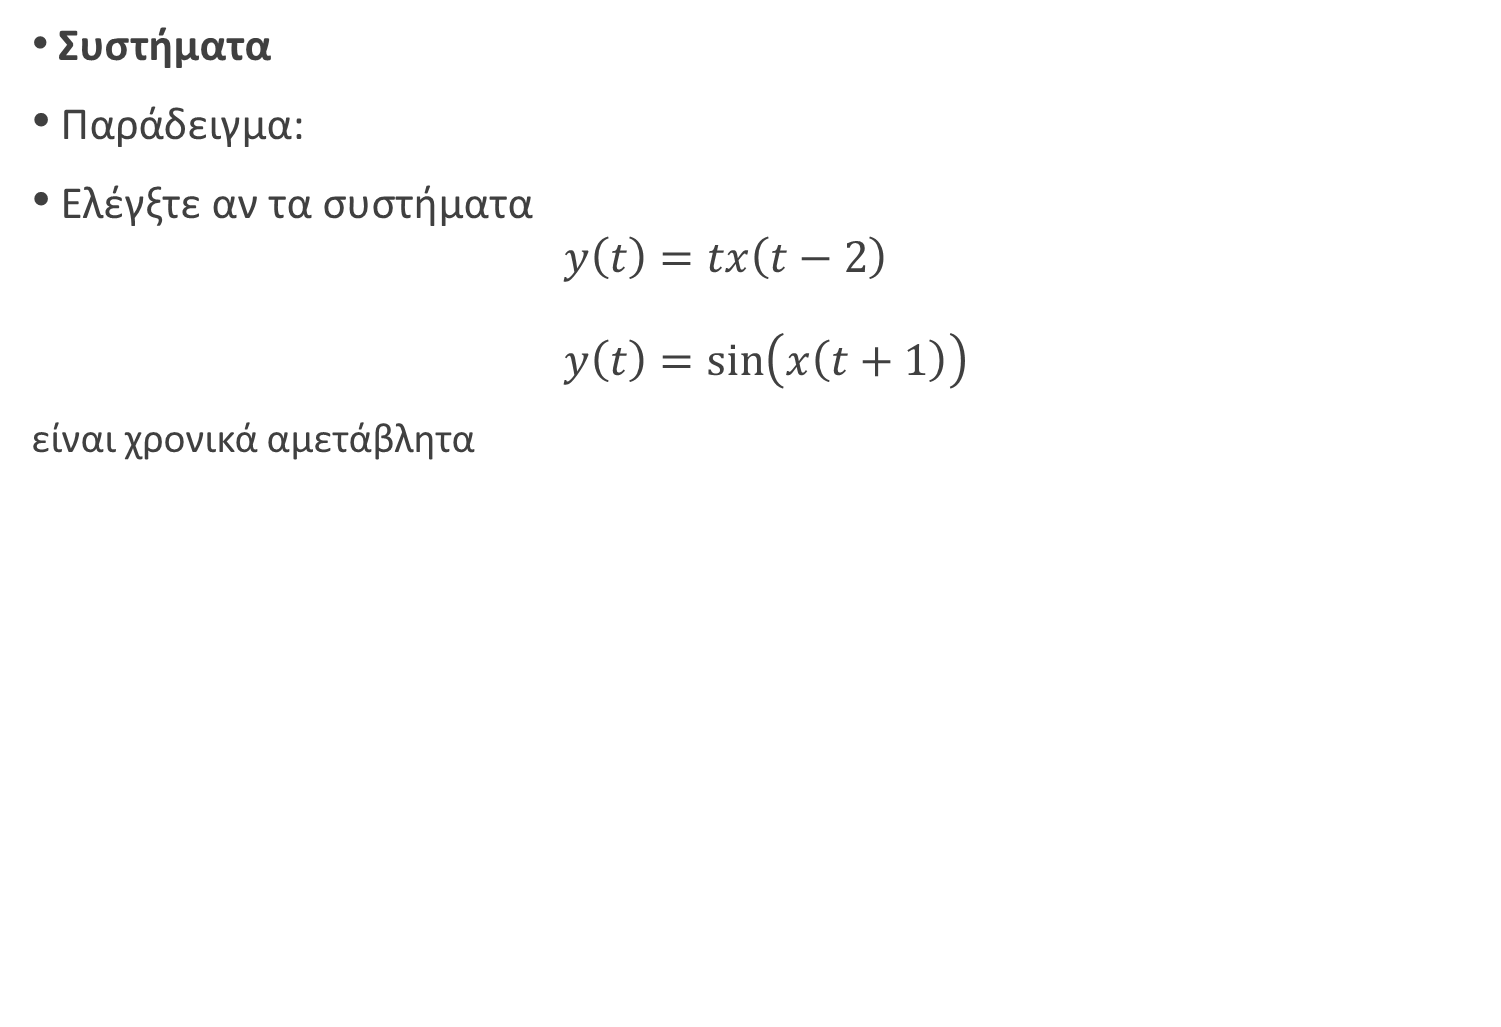 • Συστήματα
• Παράδειγμα:
• Ελέγξτε αν τα συστήματα
y(t) = tx(t − 2)
y(t) = sin(x(t + 1))
είναι χρονικά αμετάβλητα